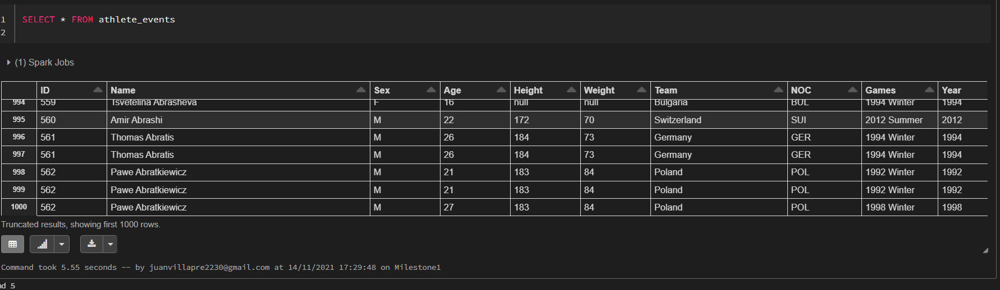 1 SELECT * FROM athlete_events
2
(1) Spark Jobs
ID Name Sex Age Height Weight Team NOC Games Year
994 559 Tsvetelina Abrasheva F 16 null null Bulgaria BUL 1994 Winter 1994
995 560 Amir Abrashi M 22 172 70 Switzerland SUI 2012 Summer 2012
996 561 Thomas Abratis M 26 184 73 Germany GER 1994 Winter 1994
997 561 Thomas Abratis M 26 184 73 Germany GER 1994 Winter 1994
998 562 Pawe Abratkiewicz M 21 183 84 Poland POL 1992 Winter 1992
999 562 Pawe Abratkiewicz M 21 183 84 Poland POL 1992 Winter 1992
1000 562 Pawe Abratkiewicz M 27 183 84 Poland POL 1998 Winter 1998
Truncated results, showing first 1000 rows.
Command took 5.55 seconds -- by juanvillapre2230@gmail.com at 14/11/2021 17:29:48 on Milestone1
nd 5